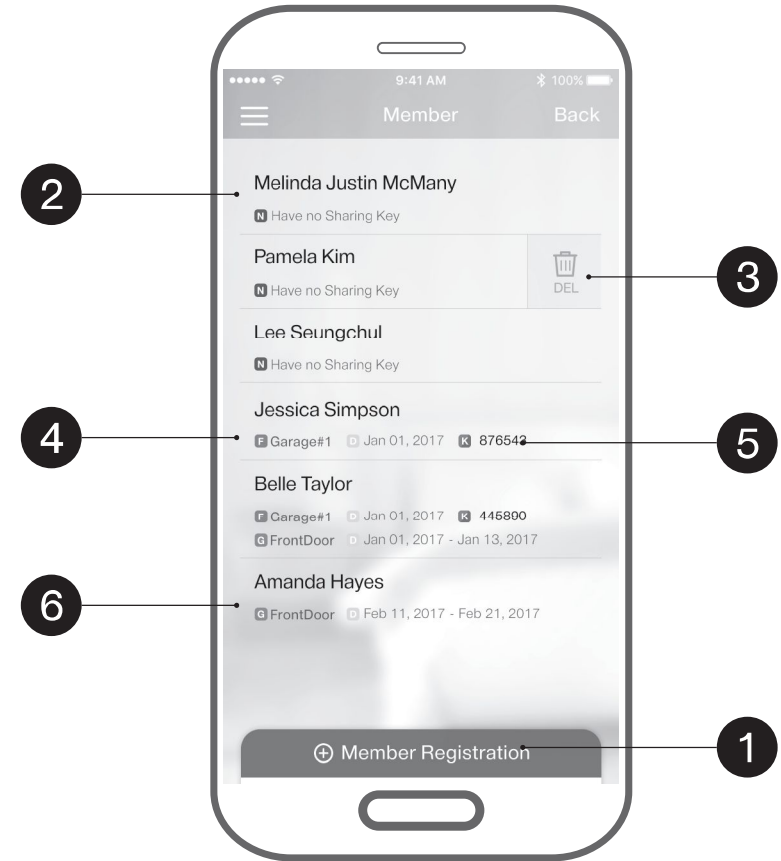 9:41 AM 100%
Member Back
2
Melinda Justin McMany
N Have no Sharing Key
Pamela Kim
N Have no Sharing Key
DEL
3
Lee Seungchul
N Have no Sharing Key
4
Jessica Simpson
F Garage#1 D Jan 01, 2017 K 876543
5
Belle Taylor
F Garage#1 D Jan 01, 2017 K 445890
G FrontDoor D Jan 01, 2017 - Jan 13, 2017
6
Amanda Hayes
G FrontDoor D Feb 11, 2017 - Feb 21, 2017
Member Registration
1